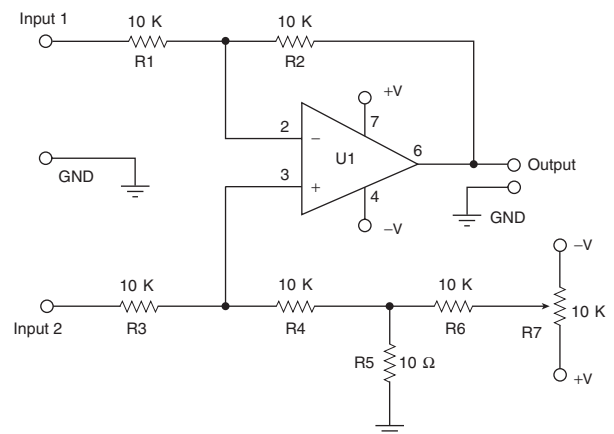 Input 1
10 K
10 K
R1
R2
+V
2
−
7
6
U1
Output
GND
3
+
4
GND
−V
−V
10 K
10 K
10 K
10 K
Input 2
R3
R4
R6
R7
R5
10 Ω
+V